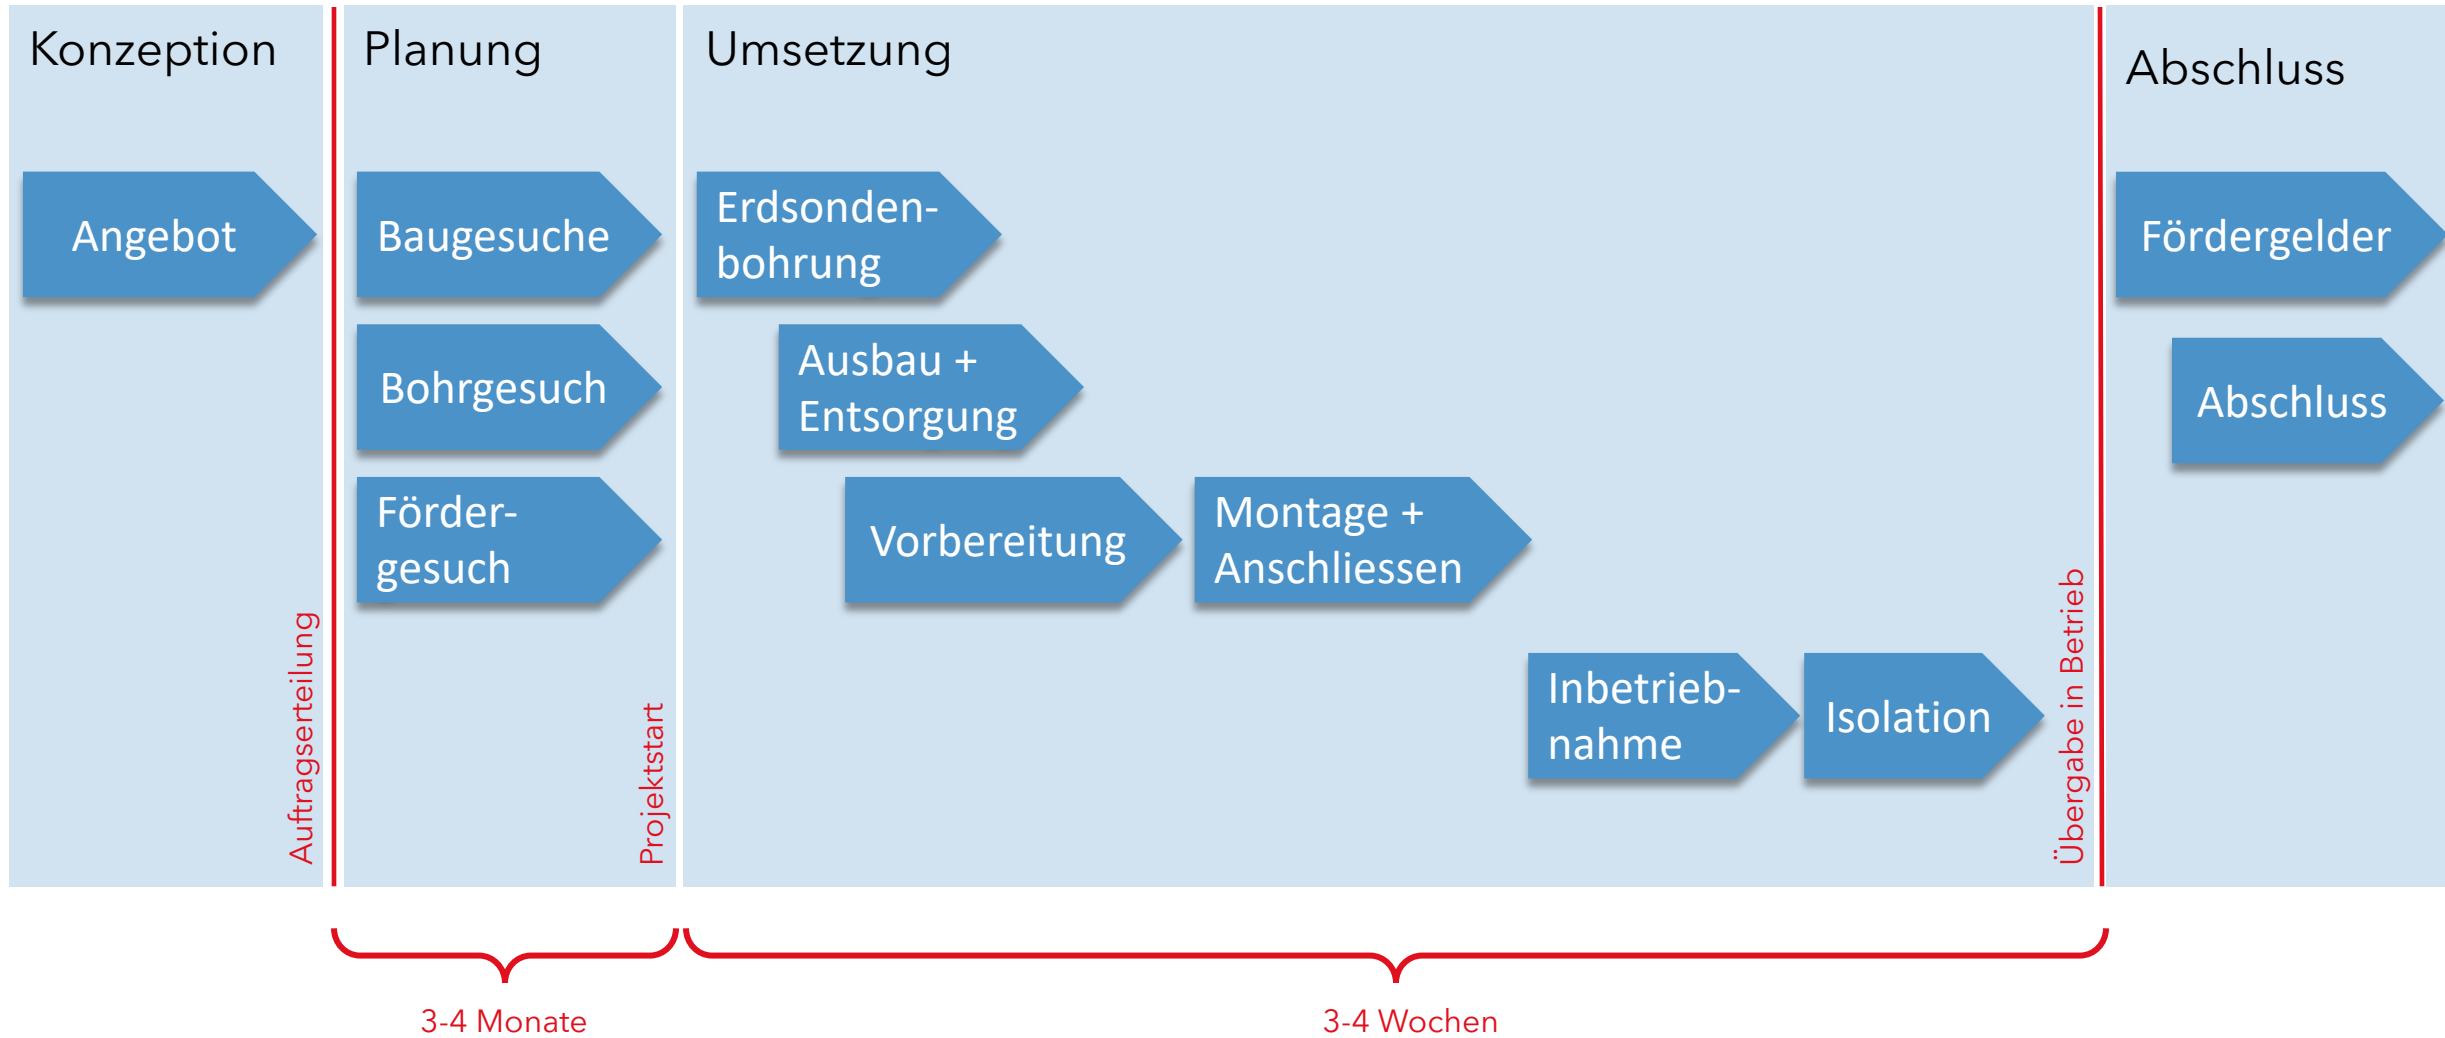 Konzeption
Angebot
Auftragserteilung
Planung
Baugesuche
Bohrgesuch
Förder-
gesuch
Projektstart
Umsetzung
Erdsonden-
bohrung
Ausbau +
Entsorgung
Vorbereitung
Montage +
Anschliessen
Inbetrieb-
nahme
Isolation
Übergabe in Betrieb
Abschluss
Fördergelder
Abschluss
3-4 Monate
3-4 Wochen